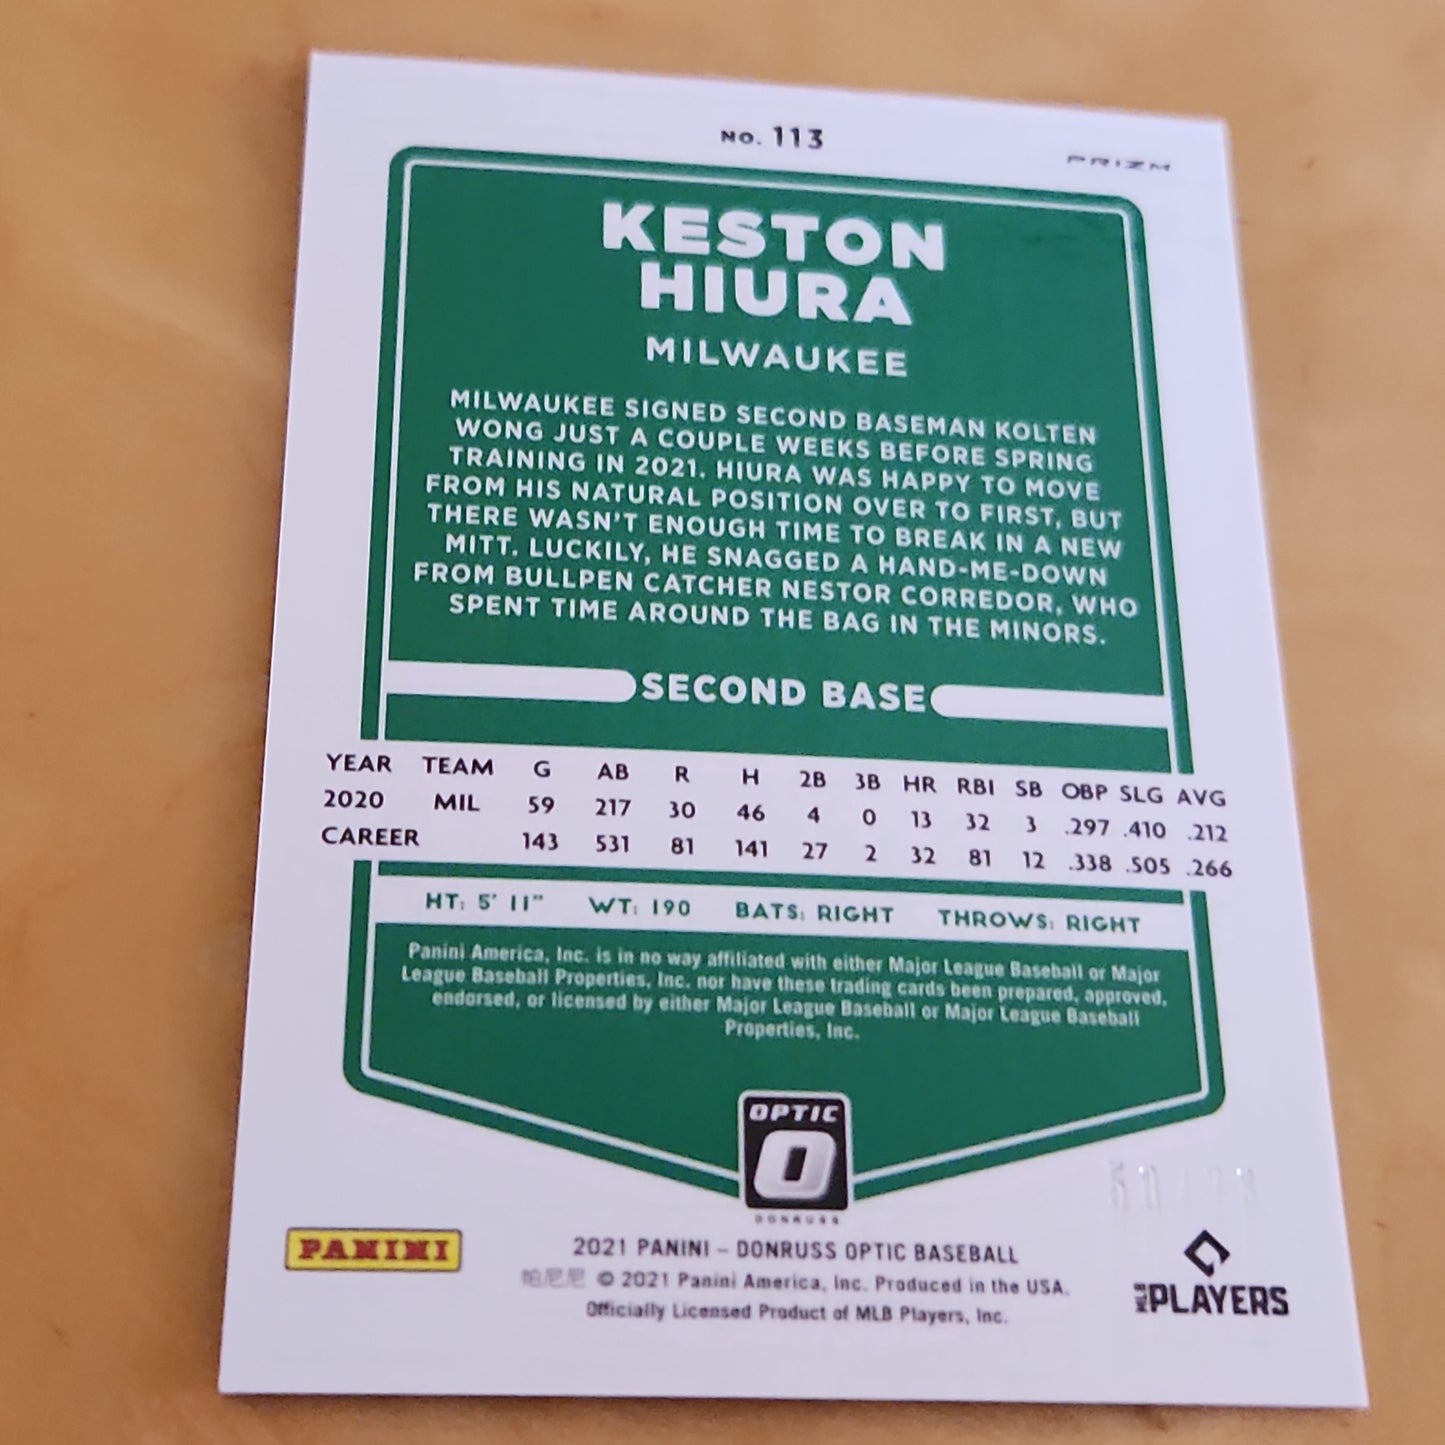 NO. 113
PRIZM
KESTON
HIURA
MILWAUKEE
MILWAUKEE SIGNED SECOND BASEMAN KOLTEN
WONG JUST A COUPLE WEEKS BEFORE SPRING
TRAINING IN 2021. HIURA WAS HAPPY TO MOVE
FROM HIS NATURAL POSITION OVER TO FIRST, BUT
THERE WASN'T ENOUGH TIME TO BREAK IN A NEW
MITT. LUCKILY, HE SNAGGED A HAND-ME-DOWN
FROM BULLPEN CATCHER NESTOR CORREDOR, WHO
SPENT TIME AROUND THE BAG IN THE MINORS.
SECOND BASE
YEAR TEAM G AB R H 2B 3B HR RBI SB OBP SLG AVG
2020 MIL 59 217 30 46 4 0 13 32 3 .297 .410 .212
CAREER 143 531 81 141 27 2 32 81 12 .338 .505 .266
HT: 5' 11" WT: 190 BATS: RIGHT THROWS: RIGHT
Panini America, Inc. is in no way affiliated with either Major League Baseball or Major
League Baseball Properties, Inc. nor have these trading cards been prepared, approved,
endorsed, or licensed by either Major League Baseball or Major League Baseball
Properties, Inc.
OPTIC
DONRUSS
PANINI
2021 PANINI – DONRUSS OPTIC BASEBALL
帕尼尼 © 2021 Panini America, Inc. Produced in the USA.
Officially Licensed Product of MLB Players, Inc.
MLB PLAYERS